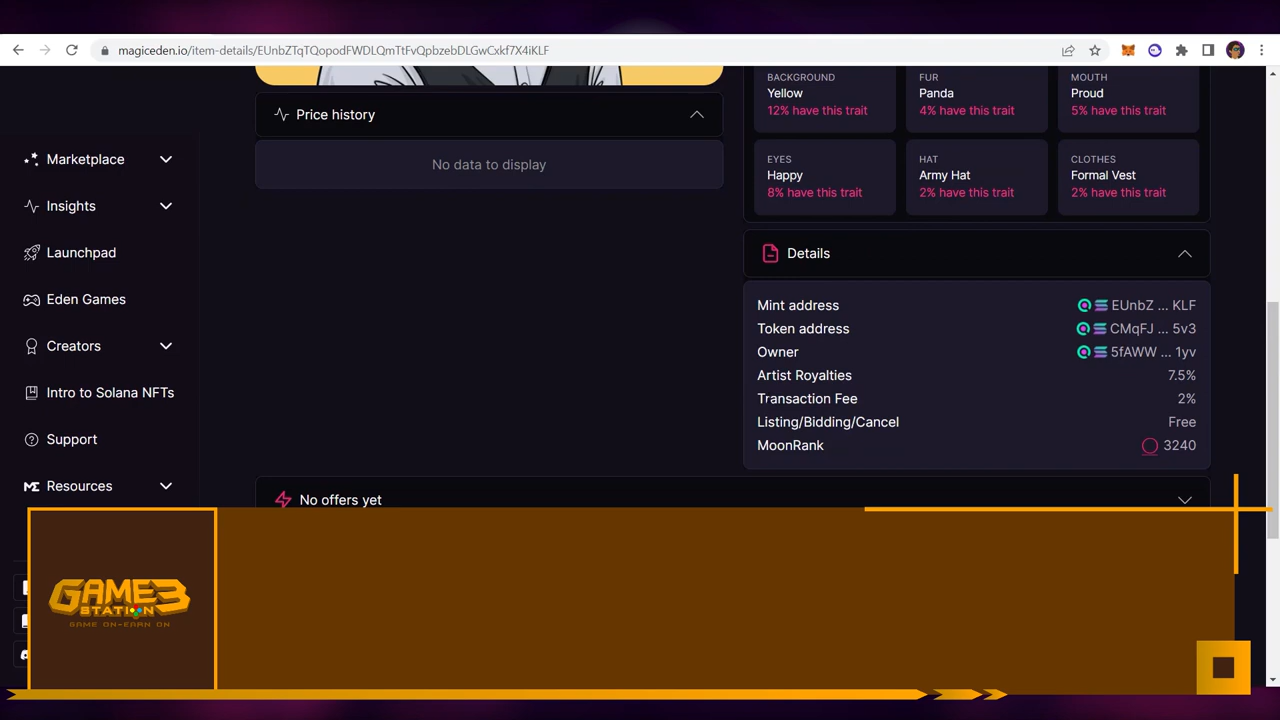 magiceden.io/item-details/EUnbZTqTQopodFWDLQmTtFvQpbzebDLGwCxkf7X4iKLF
Marketplace
Insights
Launchpad
Eden Games
Creators
Intro to Solana NFTs
Support
Resources
Price history
No data to display
BACKGROUND
Yellow
12% have this trait
FUR
Panda
4% have this trait
MOUTH
Proud
5% have this trait
EYES
Happy
8% have this trait
HAT
Army Hat
2% have this trait
CLOTHES
Formal Vest
2% have this trait
Details
Mint address EUnbZ ... KLF
Token address CMqFJ ... 5v3
Owner 5fAWW ... 1yv
Artist Royalties 7.5%
Transaction Fee 2%
Listing/Bidding/Cancel Free
MoonRank 3240
No offers yet
GAME3
STATION
GAME ON-EARN ON